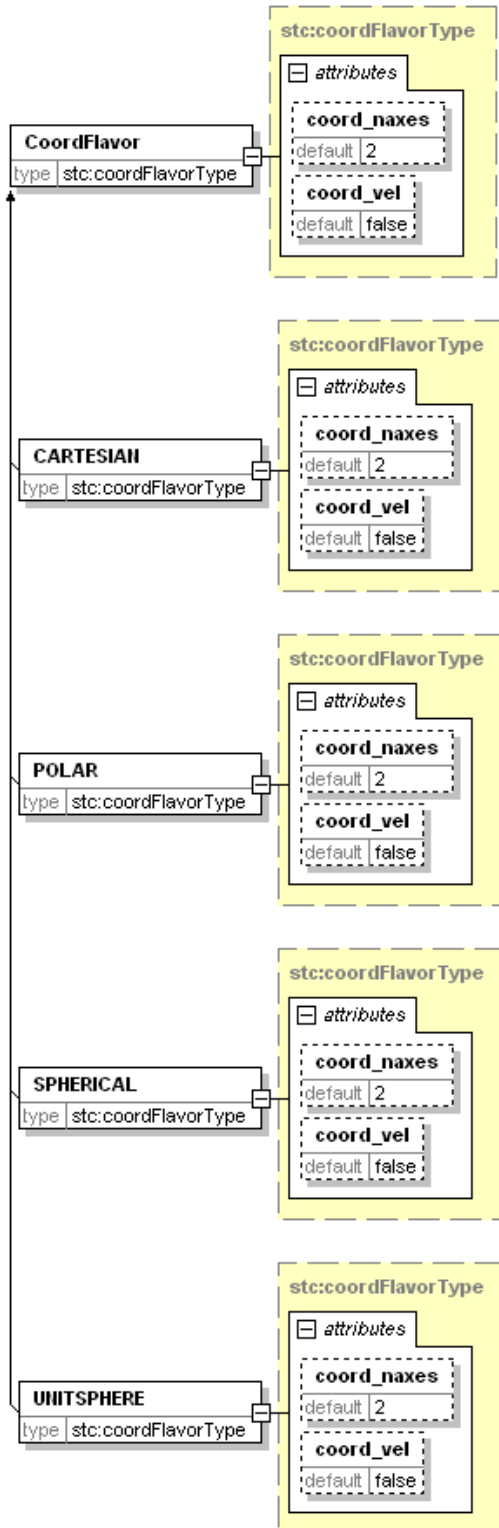 stc:coordFlavorType
attributes
coord_naxes
default 2
coord_vel
default false
CoordFlavor
type stc:coordFlavorType
stc:coordFlavorType
attributes
coord_naxes
default 2
coord_vel
default false
CARTESIAN
type stc:coordFlavorType
stc:coordFlavorType
attributes
coord_naxes
default 2
coord_vel
default false
POLAR
type stc:coordFlavorType
stc:coordFlavorType
attributes
coord_naxes
default 2
coord_vel
default false
SPHERICAL
type stc:coordFlavorType
stc:coordFlavorType
attributes
coord_naxes
default 2
coord_vel
default false
UNITSPHERE
type stc:coordFlavorType